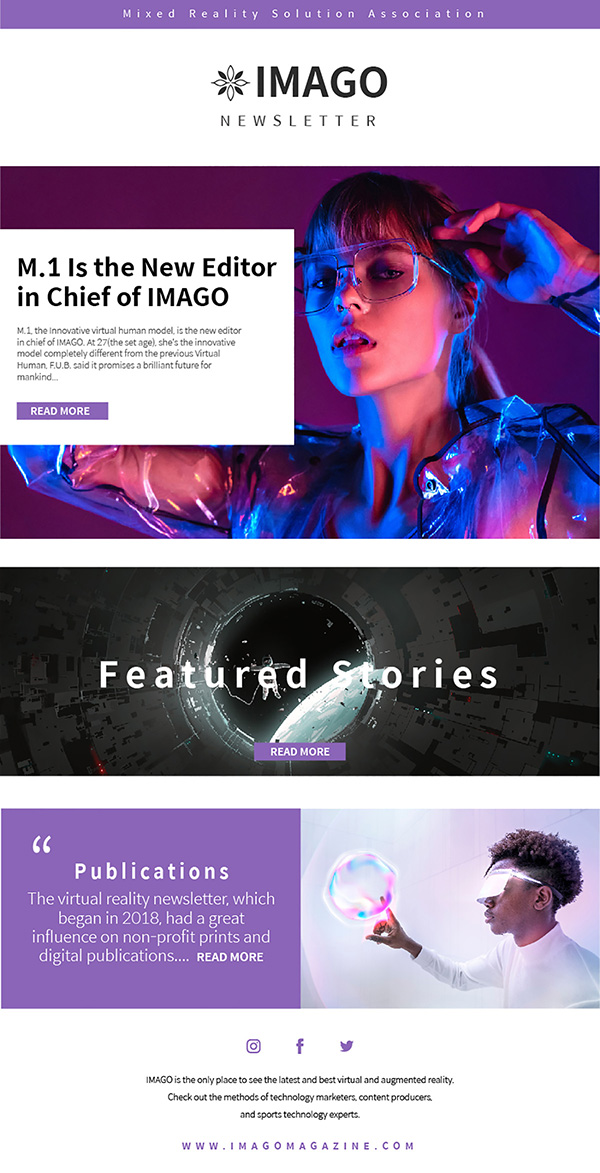 Mixed Reality Solution Association
IMAGO
NEWSLETTER
M.1 Is the New Editor
in Chief of IMAGO
M.1, the Innovative virtual human model, is the new editor
in chief of IMAGO. At 27(the set age), she's the innovative
model completely different from the previous Virtual
Human, F.U.B. said it promises a brilliant future for
mankind...
READ MORE
Featured Stories
READ MORE
“
Publications
The virtual reality newsletter, which
began in 2018, had a great
influence on non-profit prints and
digital publications.... READ MORE
IMAGO is the only place to see the latest and best virtual and augmented reality.
Check out the methods of technology marketers, content producers,
and sports technology experts.
WWW.IMAGOMAGAZINE.COM